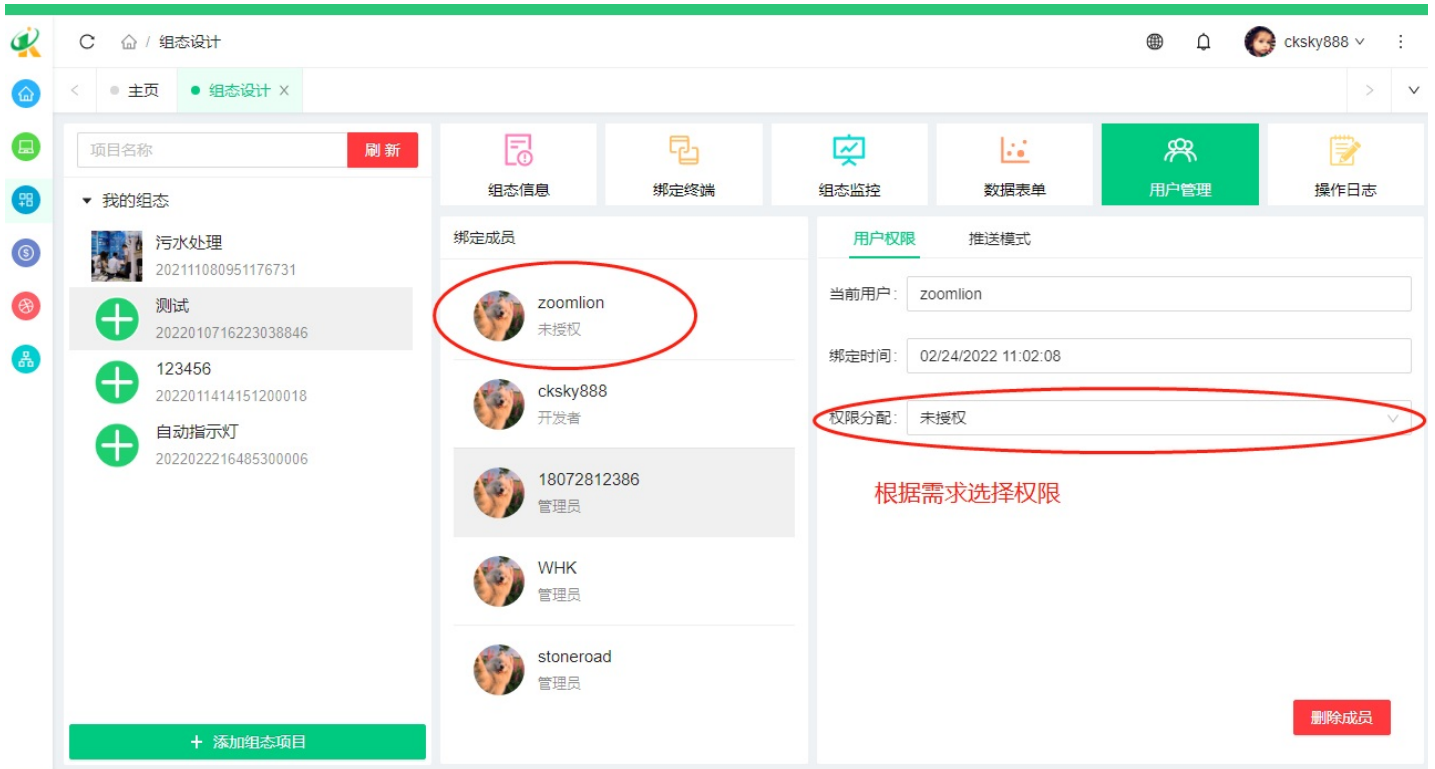 组态设计
cksky888
主页
组态设计
项目名称
刷 新
我的组态
污水处理
202111080951176731
测试
2022010716223038846
123456
2022011414151200018
自动指示灯
2022022216485300006
添加组态项目
组态信息
绑定终端
组态监控
数据表单
用户管理
操作日志
绑定成员
zoomlion
未授权
cksky888
开发者
18072812386
管理员
WHK
管理员
stoneroad
管理员
用户权限 推送模式
当前用户: zoomlion
绑定时间: 02/24/2022 11:02:08
权限分配: 未授权
根据需求选择权限
删除成员